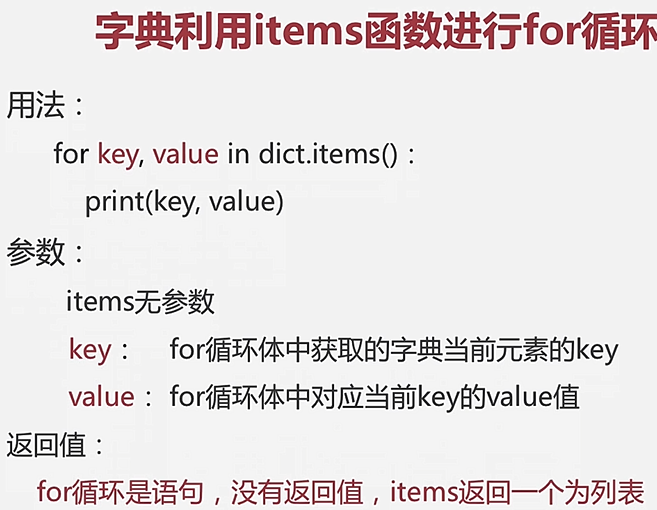 字典利用items函数进行for循环
用法：
for key, value in dict.items()：
print(key, value)
参数：
items无参数
key： for循环体中获取的字典当前元素的key
value： for循环体中对应当前key的value值
返回值：
for循环是语句，没有返回值，items返回一个为列表